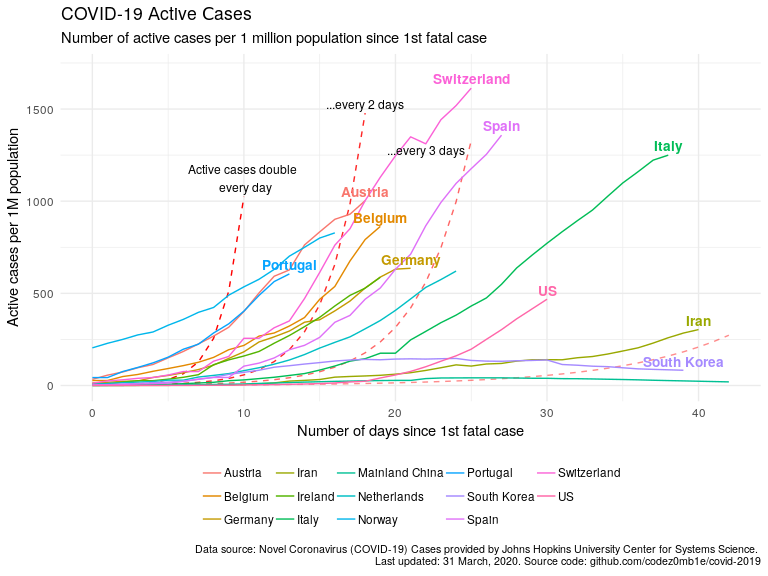 COVID-19 Active Cases
Number of active cases per 1 million population since 1st fatal case
Active cases per 1M population
1500
1000
500
0
Switzerland
...every 2 days
Spain
...every 3 days
Italy
Active cases double
every day
Austria
Belgium
Germany
Portugal
US
Iran
South Korea
0
10
20
30
40
Number of days since 1st fatal case
Austria Iran Mainland China Portugal Switzerland
Belgium Ireland Netherlands South Korea US
Germany Italy Norway Spain
Data source: Novel Coronavirus (COVID-19) Cases provided by Johns Hopkins University Center for Systems Science.
Last updated: 31 March, 2020. Source code: github.com/codez0mb1e/covid-2019